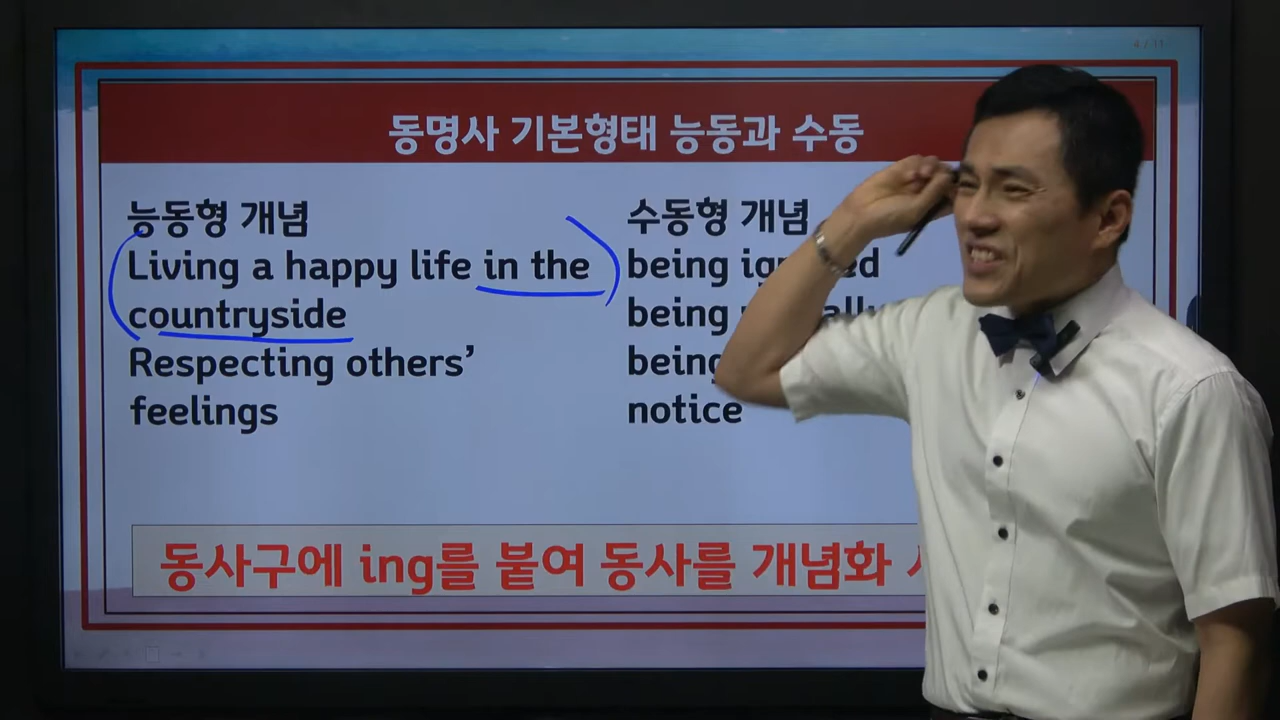 4 / 11
동명사 기본형태 능동과 수동
능동형 개념
Living a happy life in the
countryside
Respecting others’
feelings
수동형 개념
being
being
being
notice
동사구에 ing를 붙여 동사를 개념화